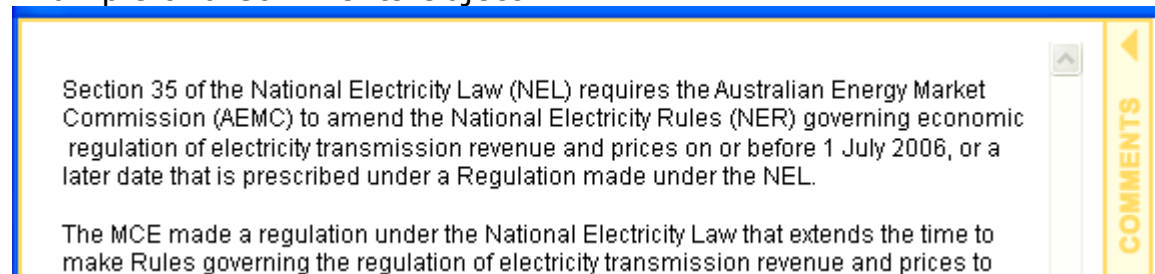 Section 35 of the National Electricity Law (NEL) requires the Australian Energy Market
Commission (AEMC) to amend the National Electricity Rules (NER) governing economic
regulation of electricity transmission revenue and prices on or before 1 July 2006, or a
later date that is prescribed under a Regulation made under the NEL.
The MCE made a regulation under the National Electricity Law that extends the time to
make Rules governing the regulation of electricity transmission revenue and prices to
COMMENTS